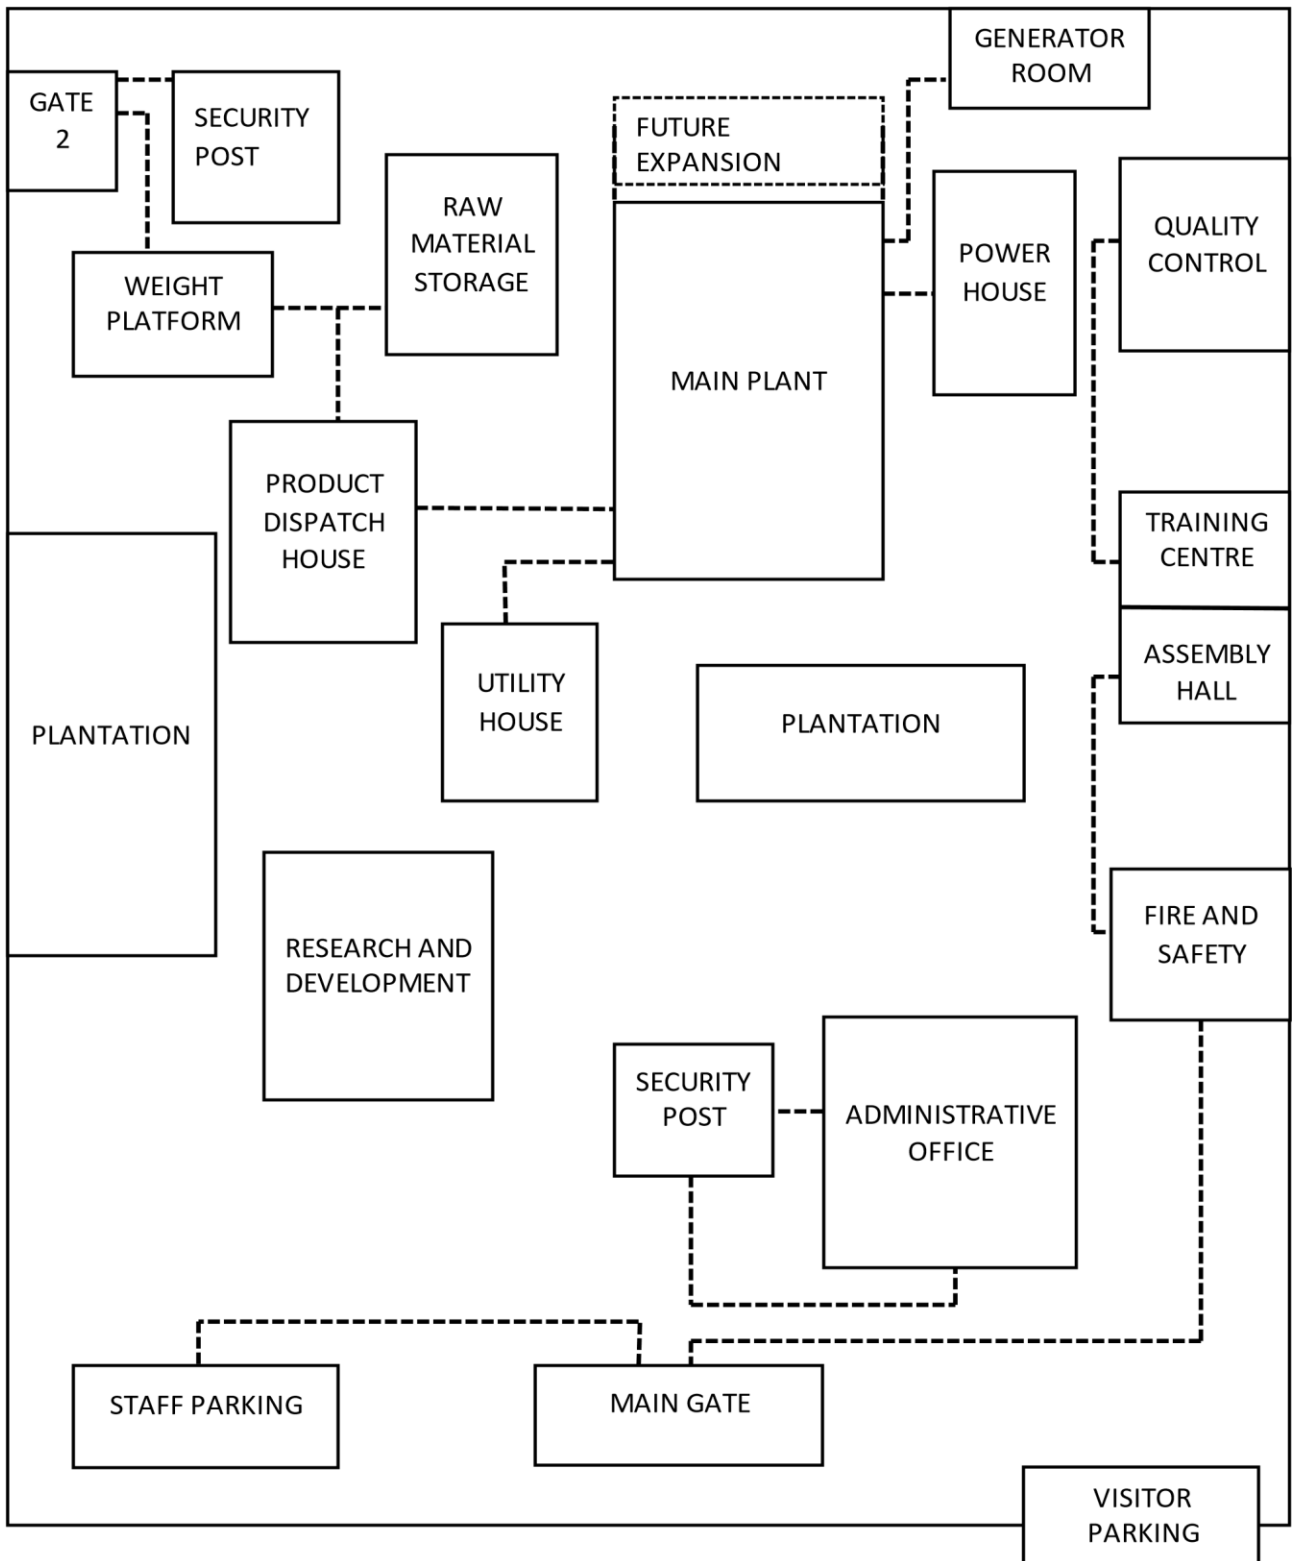 GENERATOR
ROOM
GATE
2
SECURITY
POST
FUTURE
EXPANSION
RAW
MATERIAL
STORAGE
POWER
HOUSE
QUALITY
CONTROL
WEIGHT
PLATFORM
MAIN PLANT
PRODUCT
DISPATCH
HOUSE
TRAINING
CENTRE
ASSEMBLY
HALL
UTILITY
HOUSE
PLANTATION
PLANTATION
RESEARCH AND
DEVELOPMENT
FIRE AND
SAFETY
SECURITY
POST
ADMINISTRATIVE
OFFICE
STAFF PARKING
MAIN GATE
VISITOR
PARKING